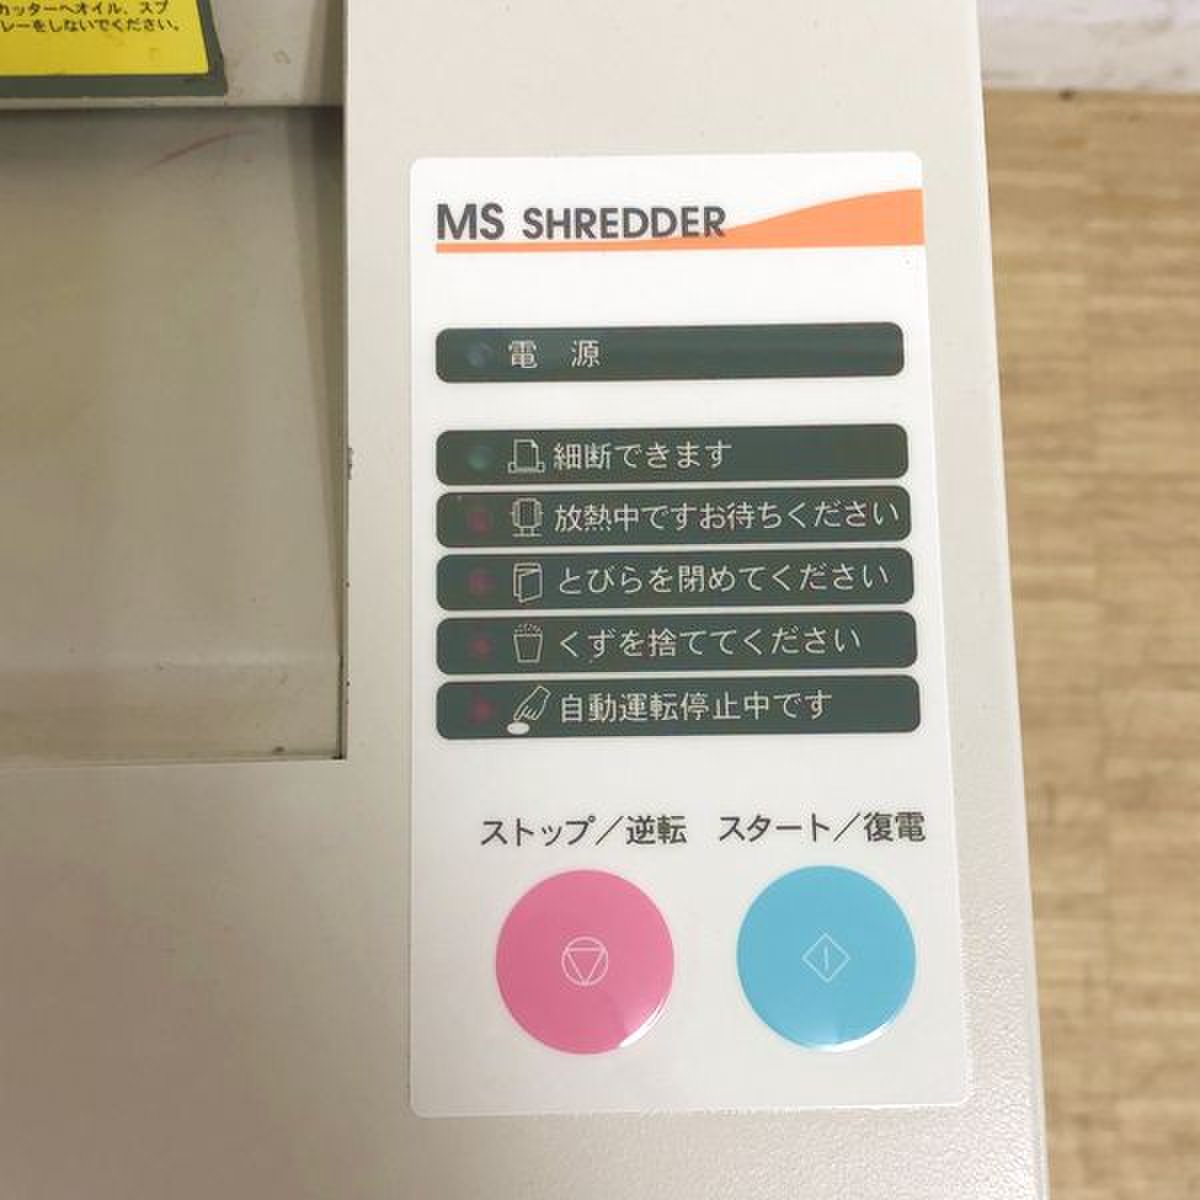 カッターへオイル、スプ
レーをしないでください。
MS SHREDDER
電 源
細断できます
放熱中ですお待ちください
とびらを閉めてください
くずを捨ててください
自動運転停止中です
ストップ／逆転 スタート／復電